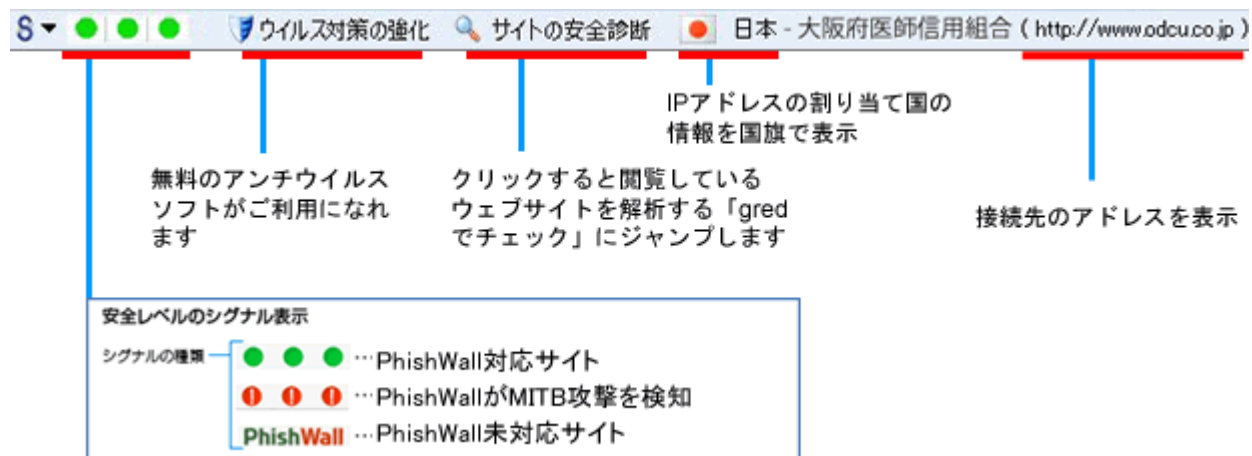 S ウイルス対策の強化 サイトの安全診断 日本 - 大阪府医師信用組合 ( http://www.odcu.co.jp )
IPアドレスの割り当て国の
情報を国旗で表示
無料のアンチウイルス
ソフトがご利用になれ
ます
クリックすると閲覧している
ウェブサイトを解析する「gred
でチェック」にジャンプします
接続先のアドレスを表示
安全レベルのシグナル表示
シグナルの種類
…PhishWall対応サイト
…PhishWallがMITB攻撃を検知
PhishWall …PhishWall未対応サイト